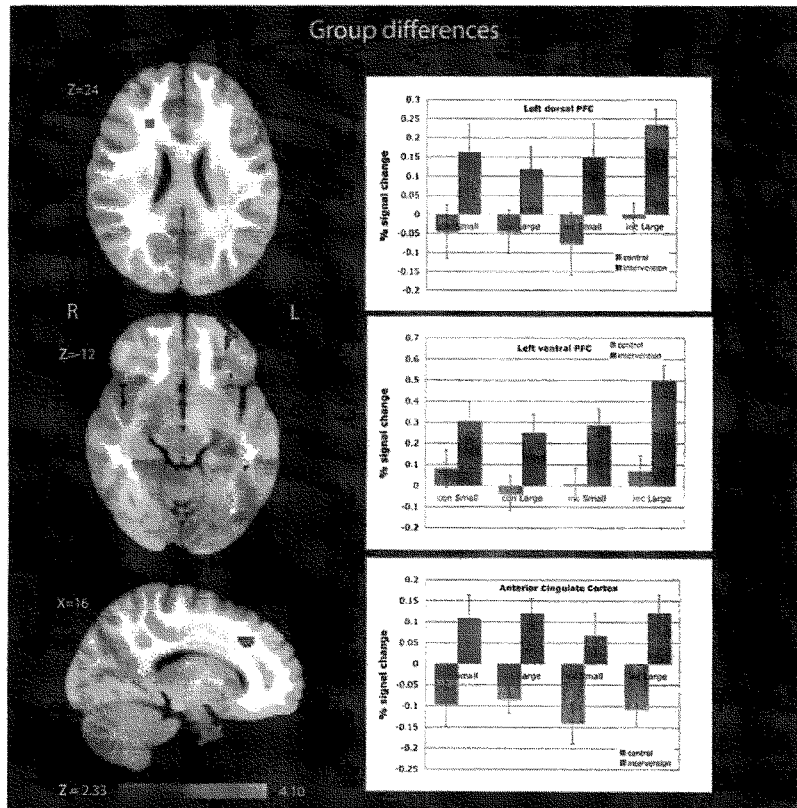 Group differences
Z=24
R
L
Z=-12
X=16
Z = 2.33
4.10
Left dorsal PFC
% signal change
0.3
0.25
0.2
0.15
0.1
0.05
0
-0.05
-0.1
-0.15
-0.2
Small
Large
inc Small
inc Large
control
intervention
Left ventral PFC
control
intervention
% signal change
0.7
0.6
0.5
0.4
0.3
0.2
0.1
0
-0.1
-0.2
con Small
con Large
inc Small
inc Large
Anterior Cingulate Cortex
% signal change
0.2
0.15
0.1
0.05
0
-0.05
-0.1
-0.15
-0.2
-0.25
Small
Large
Small
Large
control
intervention